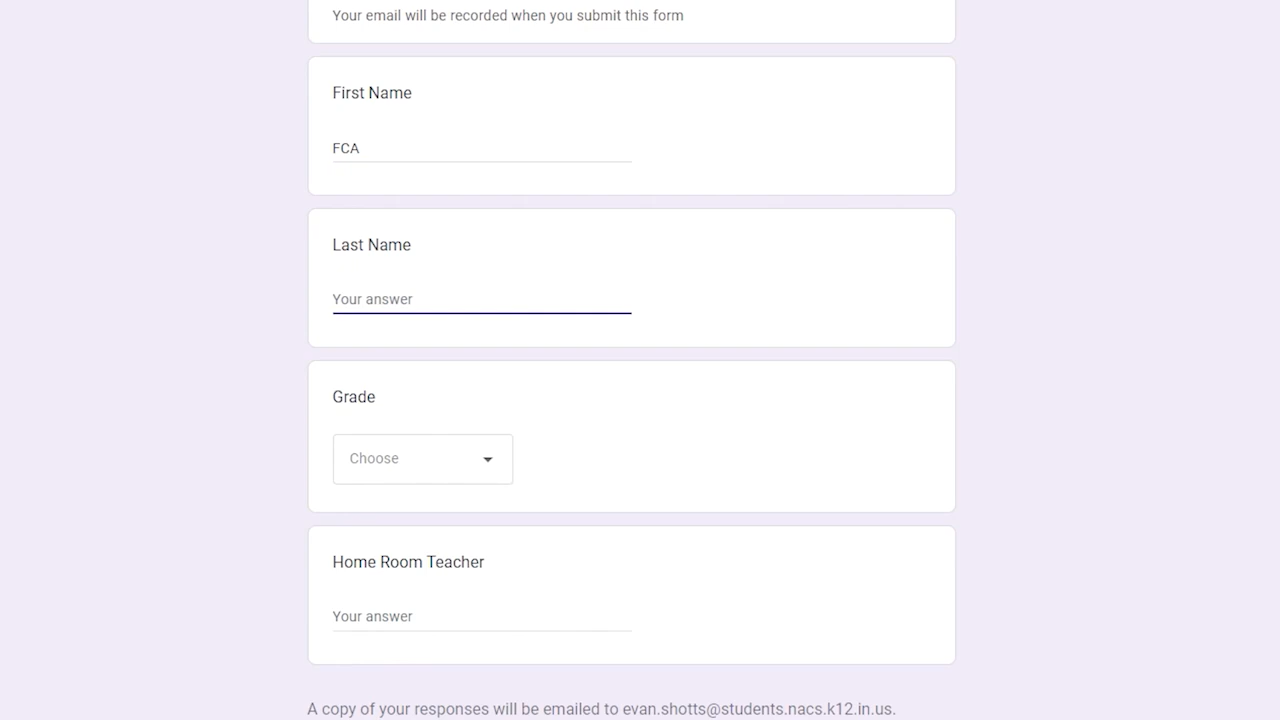 Your email will be recorded when you submit this form
First Name
FCA
Last Name
Your answer
Grade
Choose
Home Room Teacher
Your answer
A copy of your responses will be emailed to evan.shotts@students.nacs.k12.in.us.